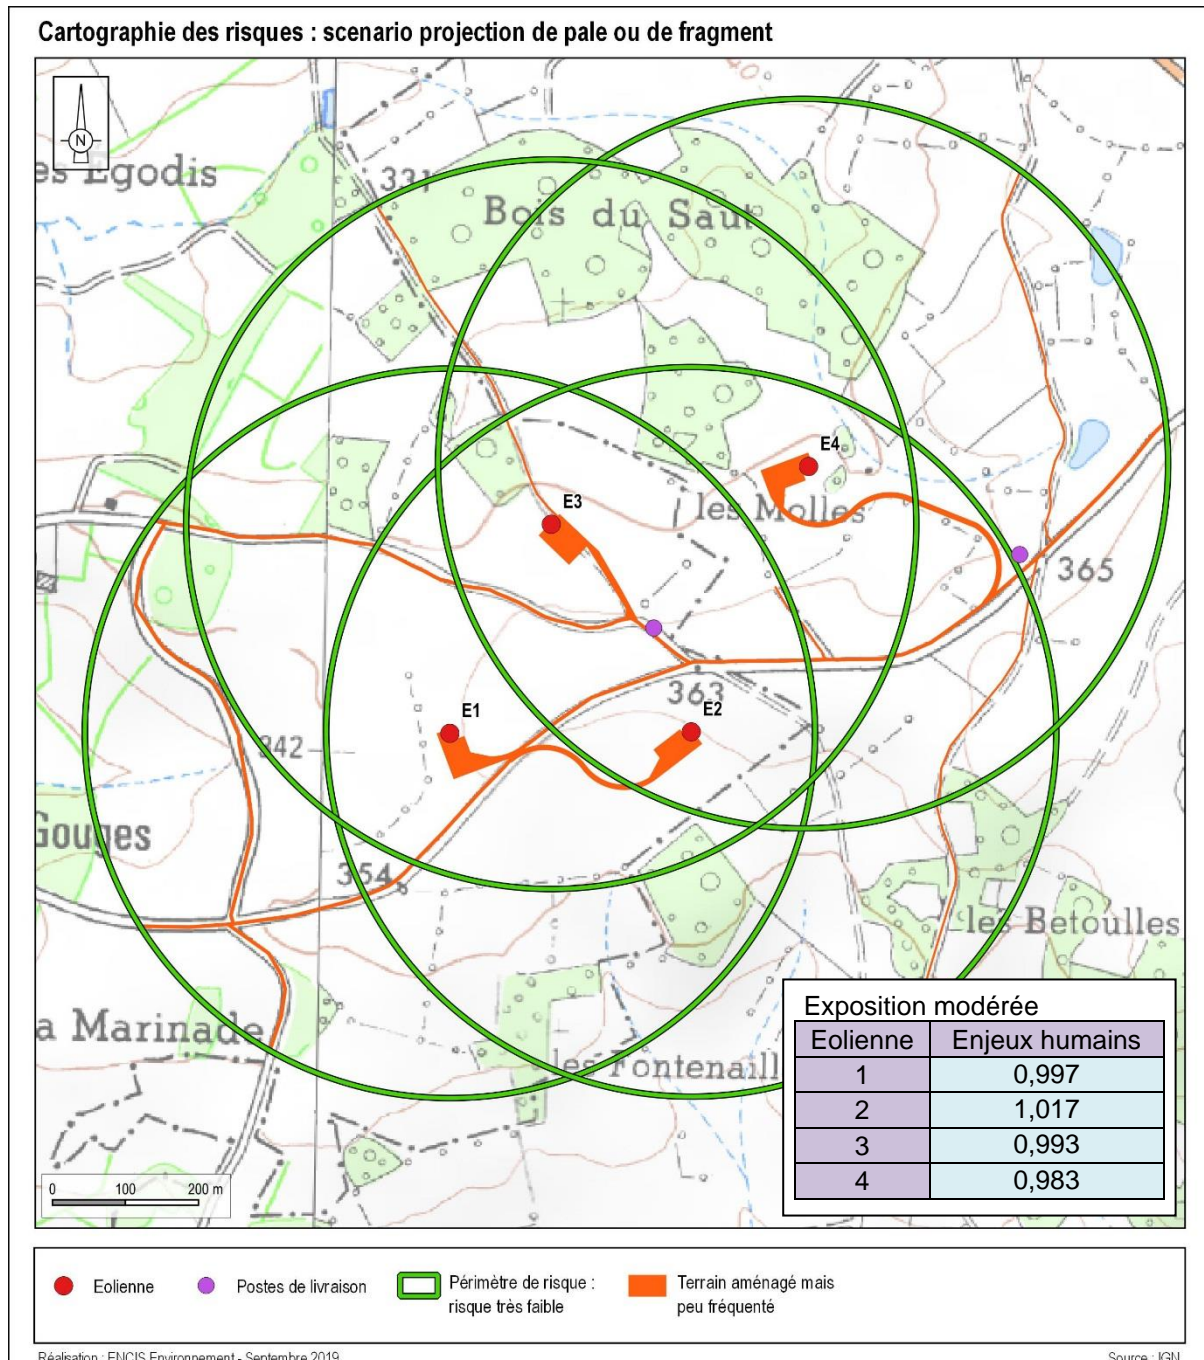 Cartographie des risques : scenario projection de pale ou de fragment
N
40
es Egodis
331
Bois du Saut
E4
E3
les Molles
365
363
E1
E2
342
Gouges
354
les Betoulles
a Marinade
les Fontenaill
Exposition modérée
Eolienne Enjeux humains
1 0,997
2 1,017
3 0,993
4 0,983
0 100 200 m
Eolienne
Postes de livraison
Périmètre de risque :
risque très faible
Terrain aménagé mais
peu fréquenté
Réalisation : ENCIS Environnement - Septembre 2019
Source : IGN